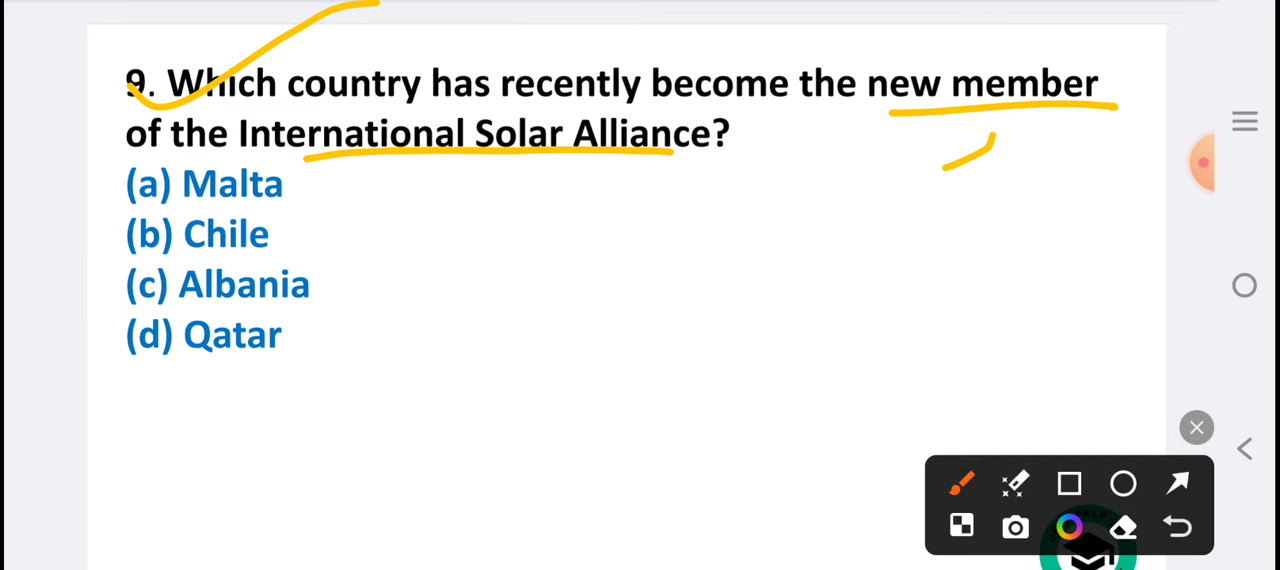 9. Which country has recently become the new member
of the International Solar Alliance?
(a) Malta
(b) Chile
(c) Albania
(d) Qatar